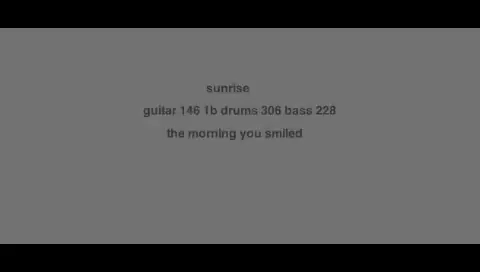 sunrise
guitar 146 1b drums 306 bass 228
the morning you smiled